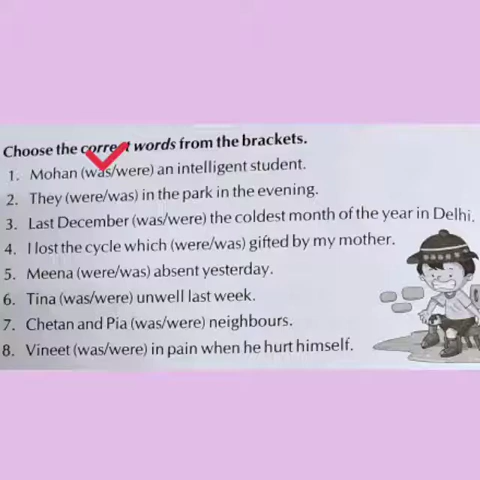 Choose the correct words from the brackets.
1. Mohan (was/were) an intelligent student.
2. They (were/was) in the park in the evening.
3. Last December (was/were) the coldest month of the year in Delhi.
4. I lost the cycle which (were/was) gifted by my mother.
5. Meena (were/was) absent yesterday.
6. Tina (was/were) unwell last week.
7. Chetan and Pia (was/were) neighbours.
8. Vineet (was/were) in pain when he hurt himself.